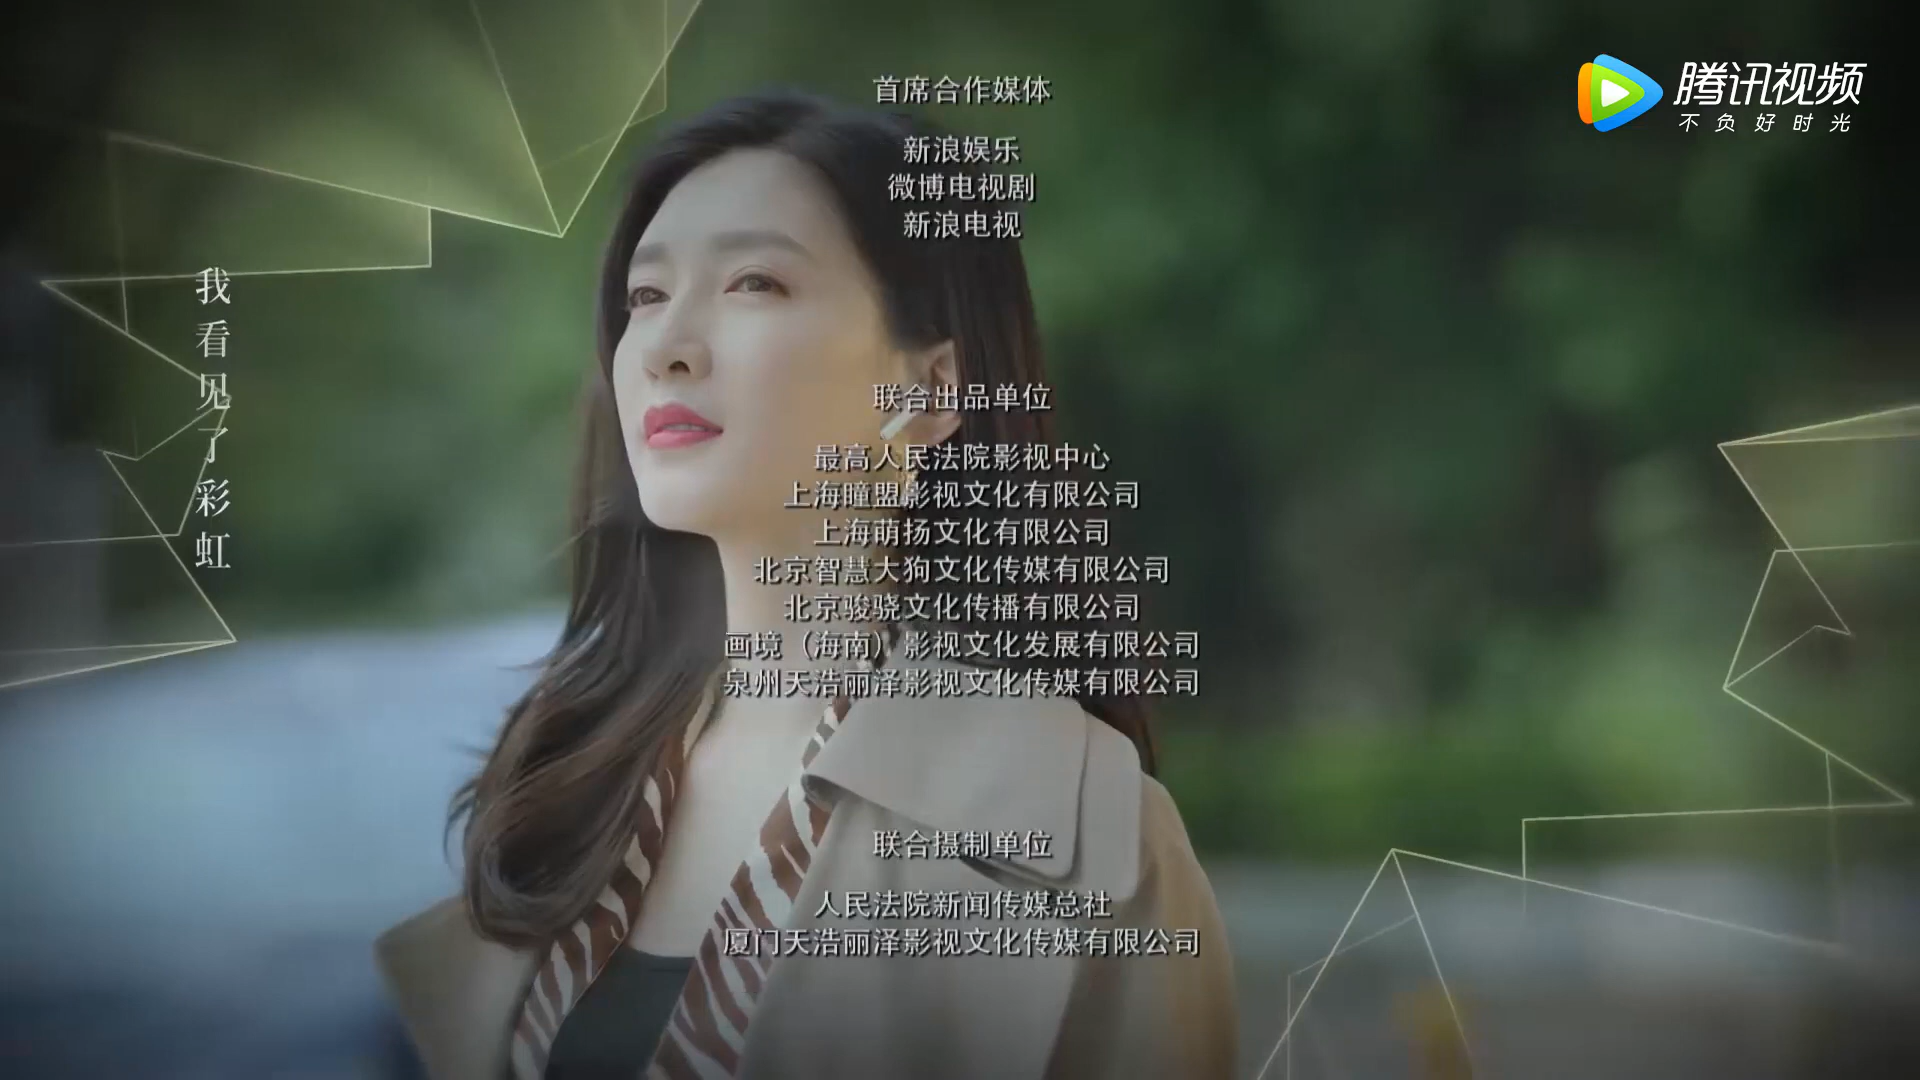 首席合作媒体
新浪娱乐
微博电视剧
新浪电视
腾讯视频
不负好时光
我看见了彩虹
联合出品单位
最高人民法院影视中心
上海瞳盟影视文化有限公司
上海萌扬文化有限公司
北京智慧大狗文化传媒有限公司
北京骏骁文化传播有限公司
画境（海南）影视文化发展有限公司
泉州天浩丽泽影视文化传媒有限公司
联合摄制单位
人民法院新闻传媒总社
厦门天浩丽泽影视文化传媒有限公司